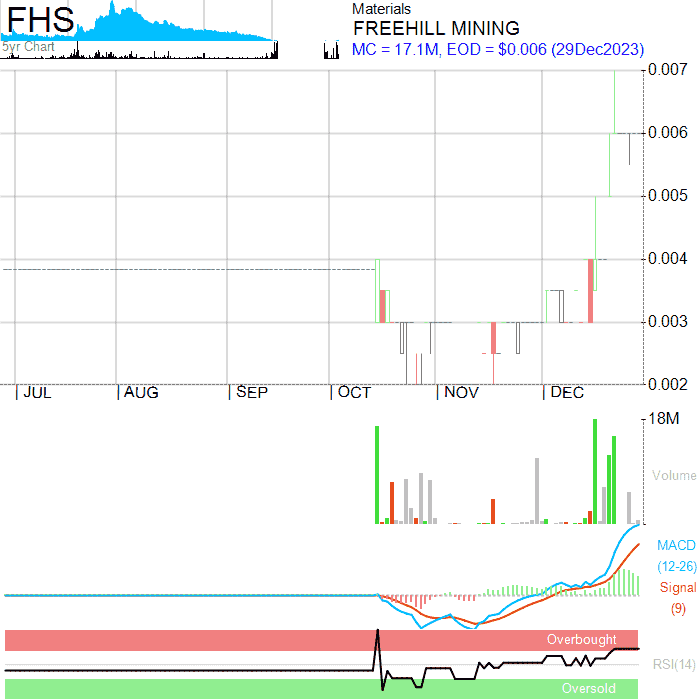 FHS
5yr Chart
Materials
FREEHILL MINING
MC = 17.1M, EOD = $0.006 (29Dec2023)
0.007
0.006
0.005
0.004
0.003
0.002
| JUL | AUG | SEP | OCT | NOV | DEC
18M
Volume
MACD
(12-26)
Signal
(9)
Overbought
RSI(14)
Oversold